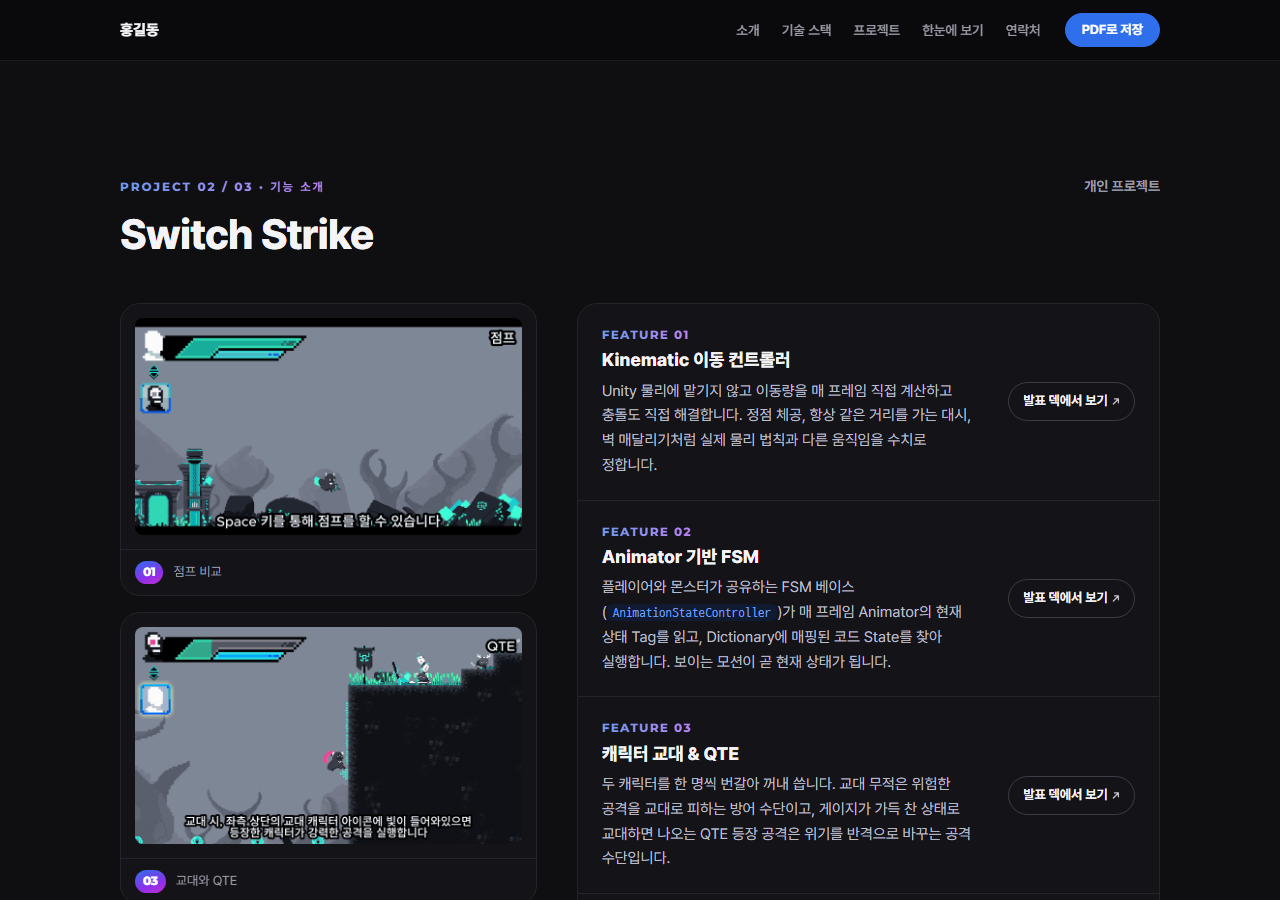 홍길동
소개
기술 스택
프로젝트
한눈에 보기
연락처
PDF로 저장
PROJECT 02 / 03 · 기능 소개
개인 프로젝트
Switch Strike
점프
Space 키를 통해 점프를 할 수 있습니다
01 점프 비교
QTE
교대 시, 좌측 상단의 교대 캐릭터 아이콘에 빛이 들어와있으면
등장한 캐릭터가 강력한 공격을 실행합니다
03 교대와 QTE
FEATURE 01
Kinematic 이동 컨트롤러
Unity 물리에 맡기지 않고 이동량을 매 프레임 직접 계산하고
충돌도 직접 해결합니다. 정점 체공, 항상 같은 거리를 가는 대시,
벽 매달리기처럼 실제 물리 법칙과 다른 움직임을 수치로
정합니다.
발표 덱에서 보기 ↗
FEATURE 02
Animator 기반 FSM
플레이어와 몬스터가 공유하는 FSM 베이스
( AnimationStateController )가 매 프레임 Animator의 현재
상태 Tag를 읽고, Dictionary에 매핑된 코드 State를 찾아
실행합니다. 보이는 모션이 곧 현재 상태가 됩니다.
발표 덱에서 보기 ↗
FEATURE 03
캐릭터 교대 & QTE
두 캐릭터를 한 명씩 번갈아 꺼내 씁니다. 교대 무적은 위험한
공격을 교대로 피하는 방어 수단이고, 게이지가 가득 찬 상태로
교대하면 나오는 QTE 등장 공격은 위기를 반격으로 바꾸는 공격
수단입니다.
발표 덱에서 보기 ↗